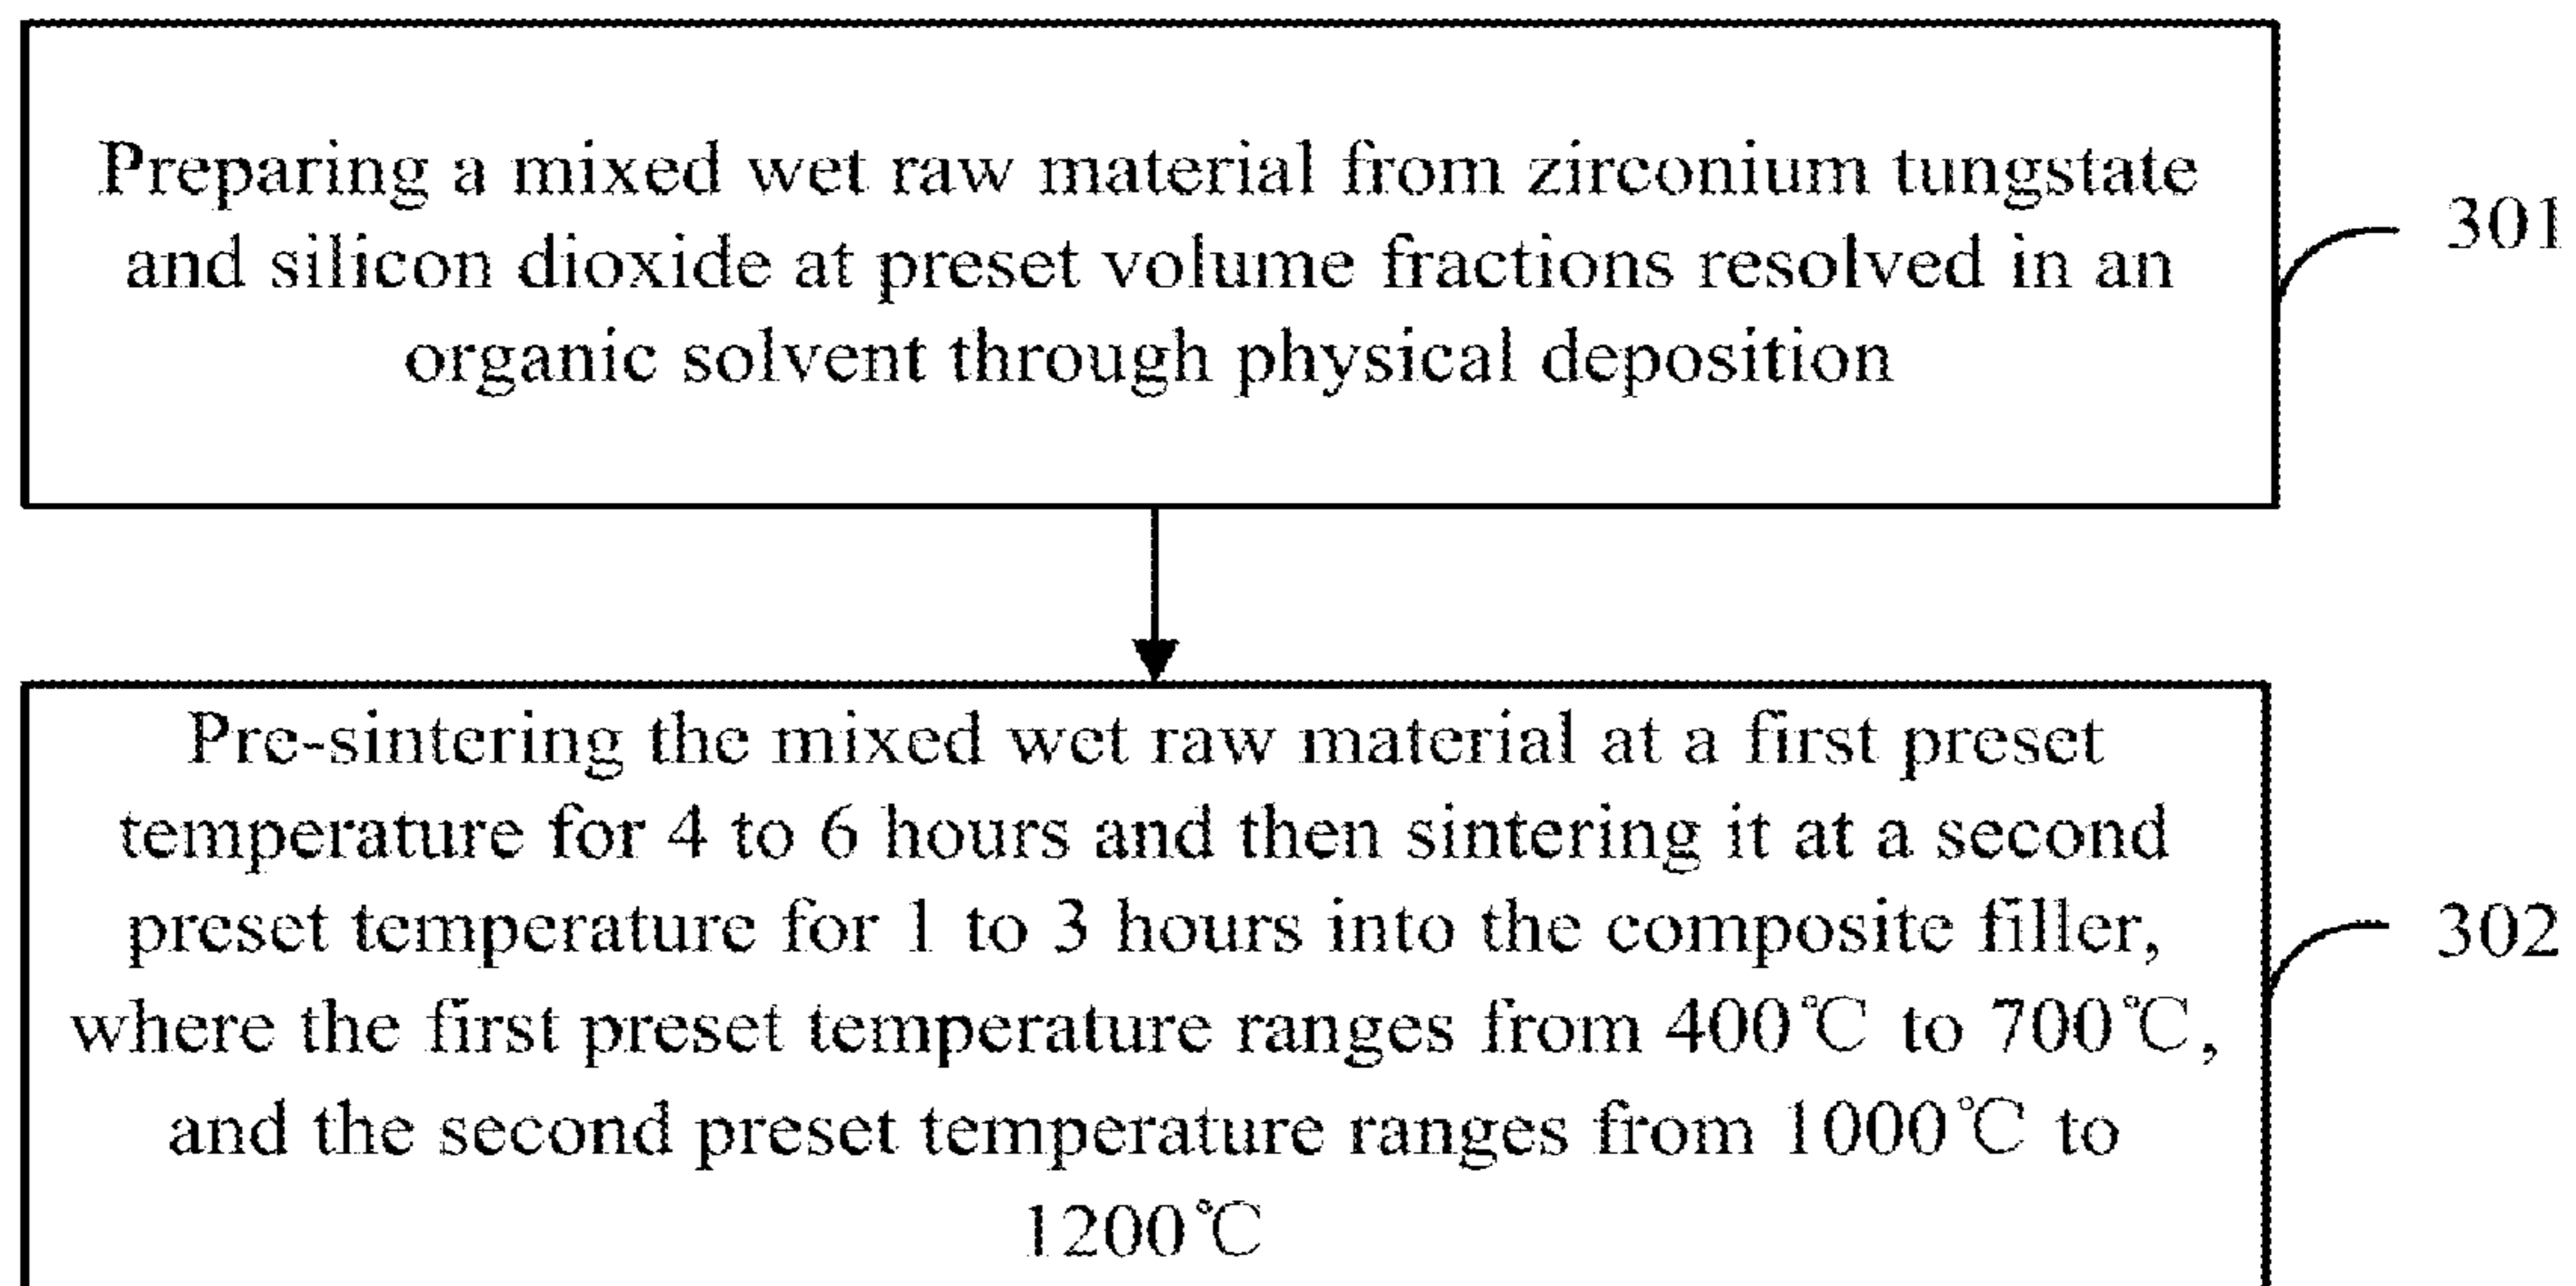 Preparing a mixed wet raw material from zirconium tungstate
and silicon dioxide at preset volume fractions resolved in an
organic solvent through physical deposition
301
Pre-sintering the mixed wet raw material at a first preset
temperature for 4 to 6 hours and then sintering it at a second
preset temperature for 1 to 3 hours into the composite filler,
where the first preset temperature ranges from 400℃ to 700℃,
and the second preset temperature ranges from 1000℃ to
1200℃
302